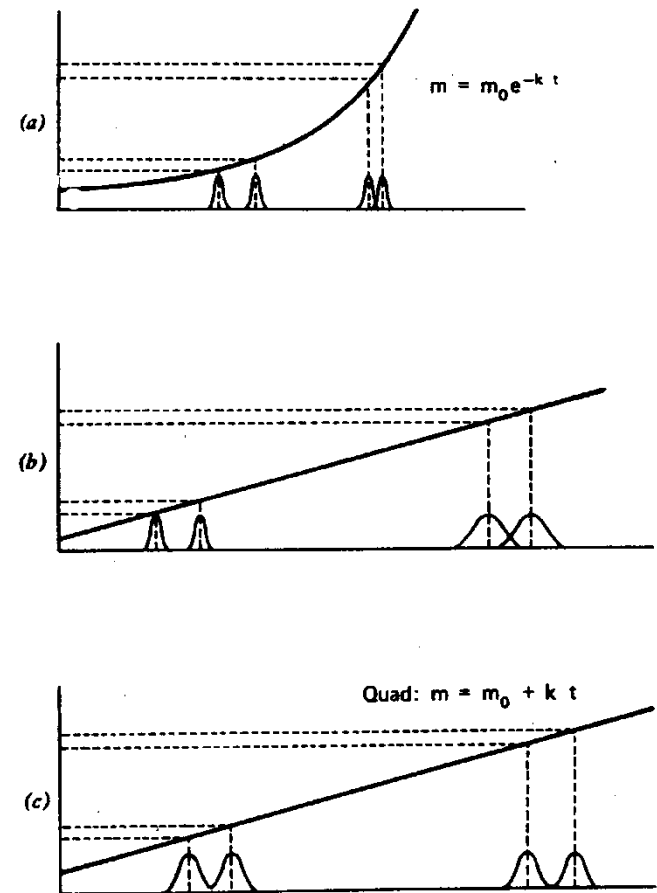 (a)
m = m₀e⁻ᵏ ᵗ
(b)
Quad: m = m₀ + k t
(c)